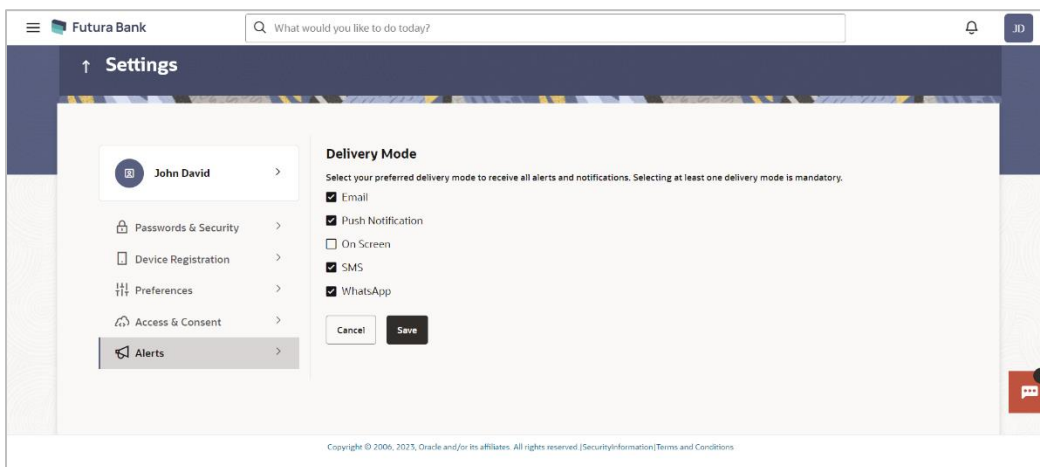 Futura Bank
What would you like to do today?
JD
↑ Settings
John David
Passwords & Security
Device Registration
Preferences
Access & Consent
Alerts
Delivery Mode
Select your preferred delivery mode to receive all alerts and notifications. Selecting at least one delivery mode is mandatory.
Email
Push Notification
On Screen
SMS
WhatsApp
Cancel
Save
Copyright © 2006, 2023, Oracle and/or its affiliates. All rights reserved.|SecurityInformation|Terms and Conditions